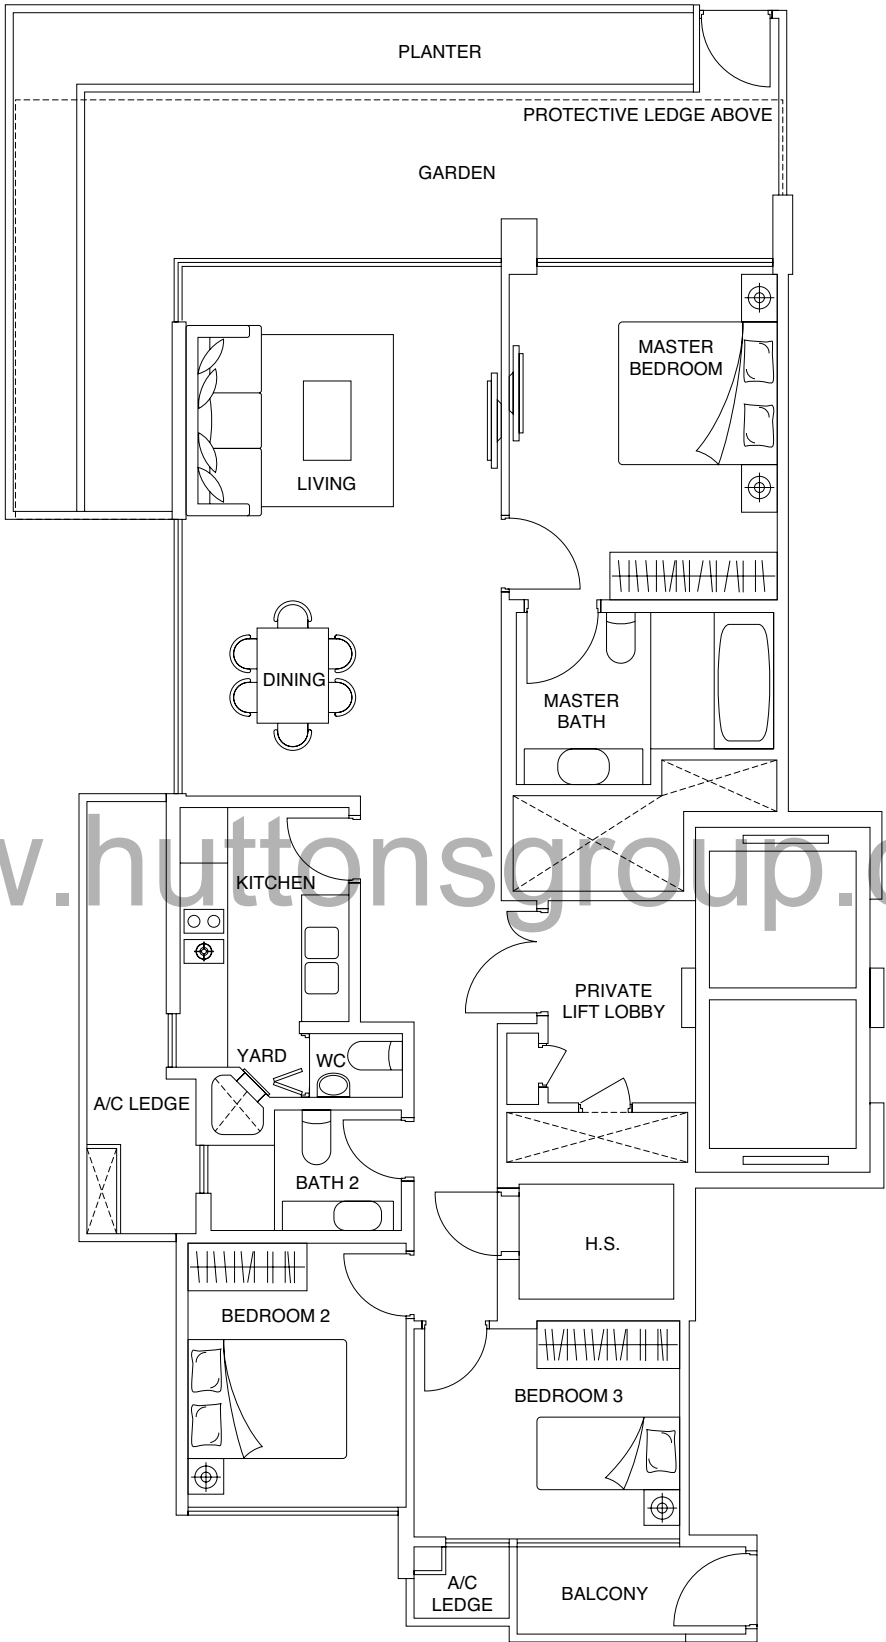 PLANTER
PROTECTIVE LEDGE ABOVE
GARDEN
MASTER
BEDROOM
LIVING
DINING
MASTER
BATH
w.huttonsgroup.c
KITCHEN
PRIVATE
LIFT LOBBY
YARD
WC
A/C LEDGE
BATH 2
H.S.
BEDROOM 2
BEDROOM 3
A/C
LEDGE
BALCONY